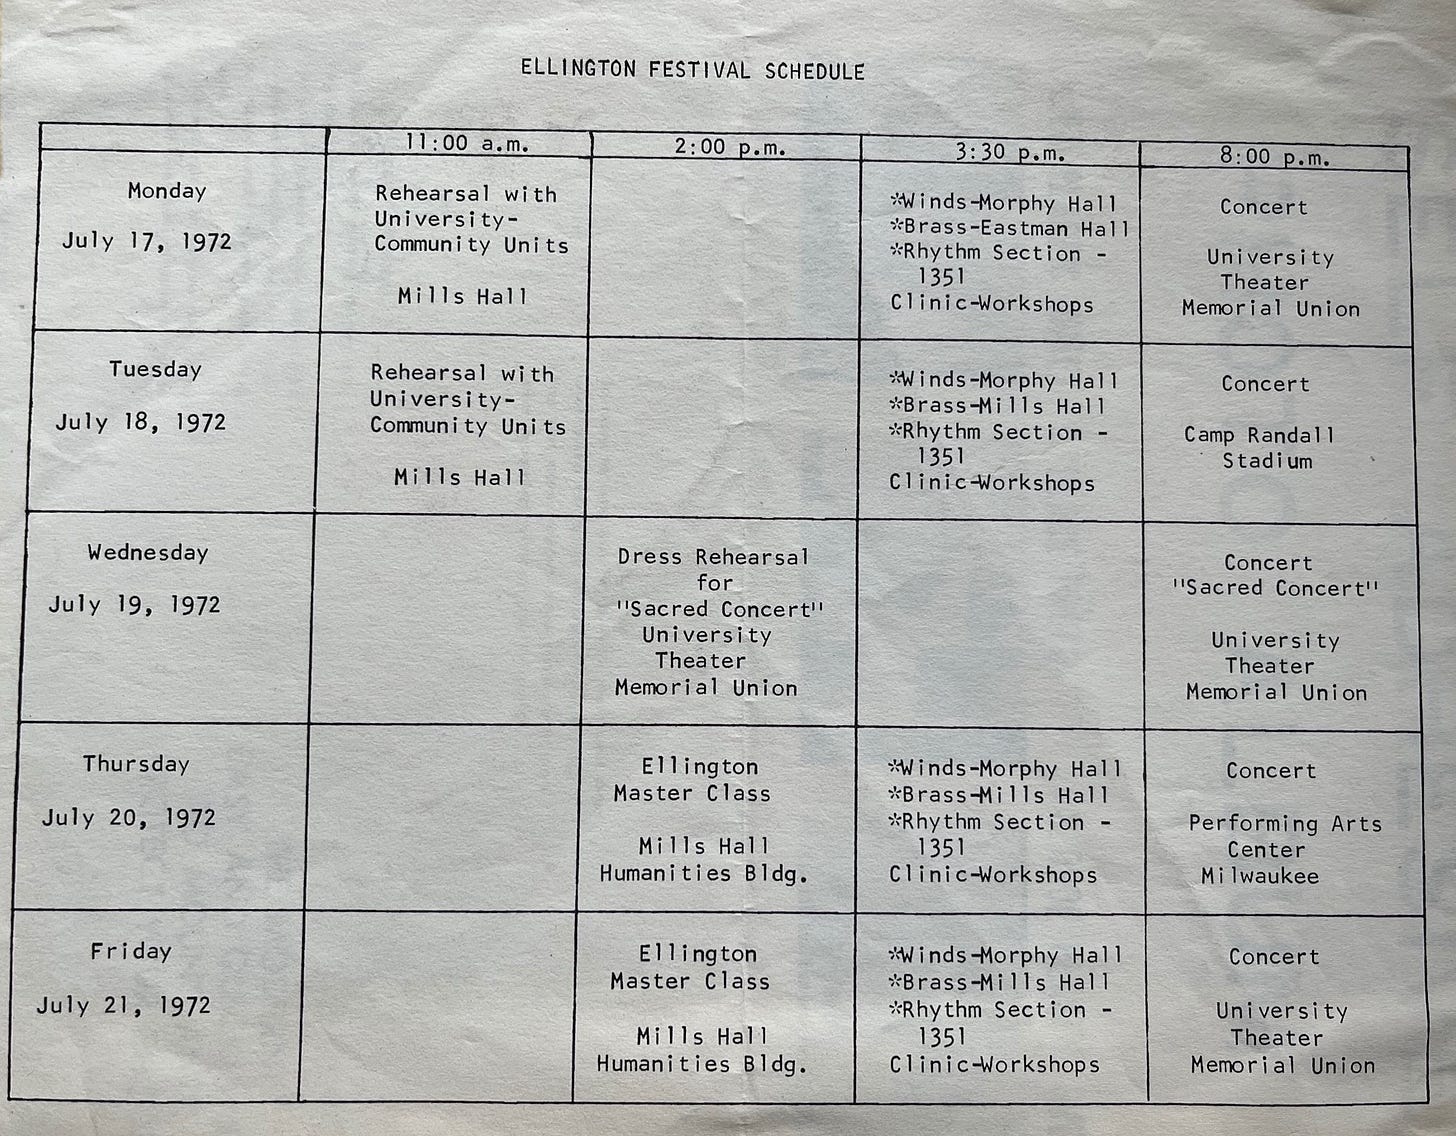 ELLINGTON FESTIVAL SCHEDULE
11:00 a.m.
2:00 p.m.
3:30 p.m.
8:00 p.m.
Monday
July 17, 1972
Rehearsal with
University-
Community Units
Mills Hall
*Winds-Morphy Hall
*Brass-Eastman Hall
*Rhythm Section -
1351
Clinic-Workshops
Concert
University
Theater
Memorial Union
Tuesday
July 18, 1972
Rehearsal with
University-
Community Units
Mills Hall
*Winds-Morphy Hall
*Brass-Mills Hall
*Rhythm Section -
1351
Clinic-Workshops
Concert
Camp Randall
Stadium
Wednesday
July 19, 1972
Dress Rehearsal
for
"Sacred Concert"
University
Theater
Memorial Union
Concert
"Sacred Concert"
University
Theater
Memorial Union
Thursday
July 20, 1972
Ellington
Master Class
Mills Hall
Humanities Bldg.
*Winds-Morphy Hall
*Brass-Mills Hall
*Rhythm Section -
1351
Clinic-Workshops
Concert
Performing Arts
Center
Milwaukee
Friday
July 21, 1972
Ellington
Master Class
Mills Hall
Humanities Bldg.
*Winds-Morphy Hall
*Brass-Mills Hall
*Rhythm Section -
1351
Clinic-Workshops
Concert
University
Theater
Memorial Union